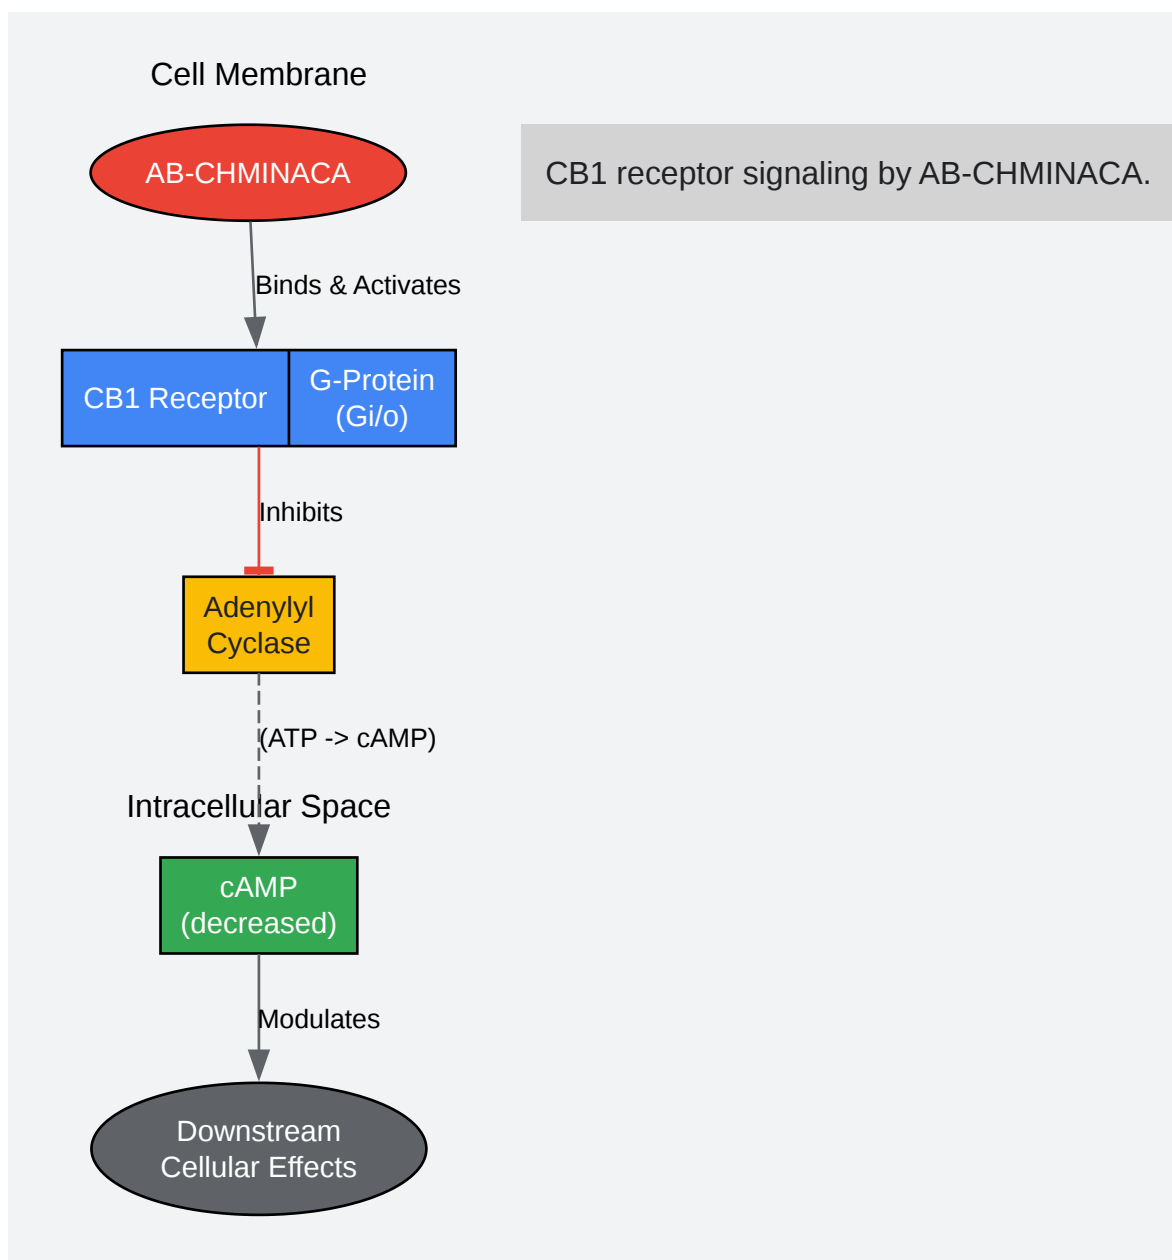 Cell Membrane
AB-CHMINACA
CB1 receptor signaling by AB-CHMINACA.
Binds & Activates
CB1 Receptor
G-Protein
(Gi/o)
Inhibits
Adenylyl
Cyclase
(ATP -> cAMP)
Intracellular Space
cAMP
(decreased)
Modulates
Downstream
Cellular Effects